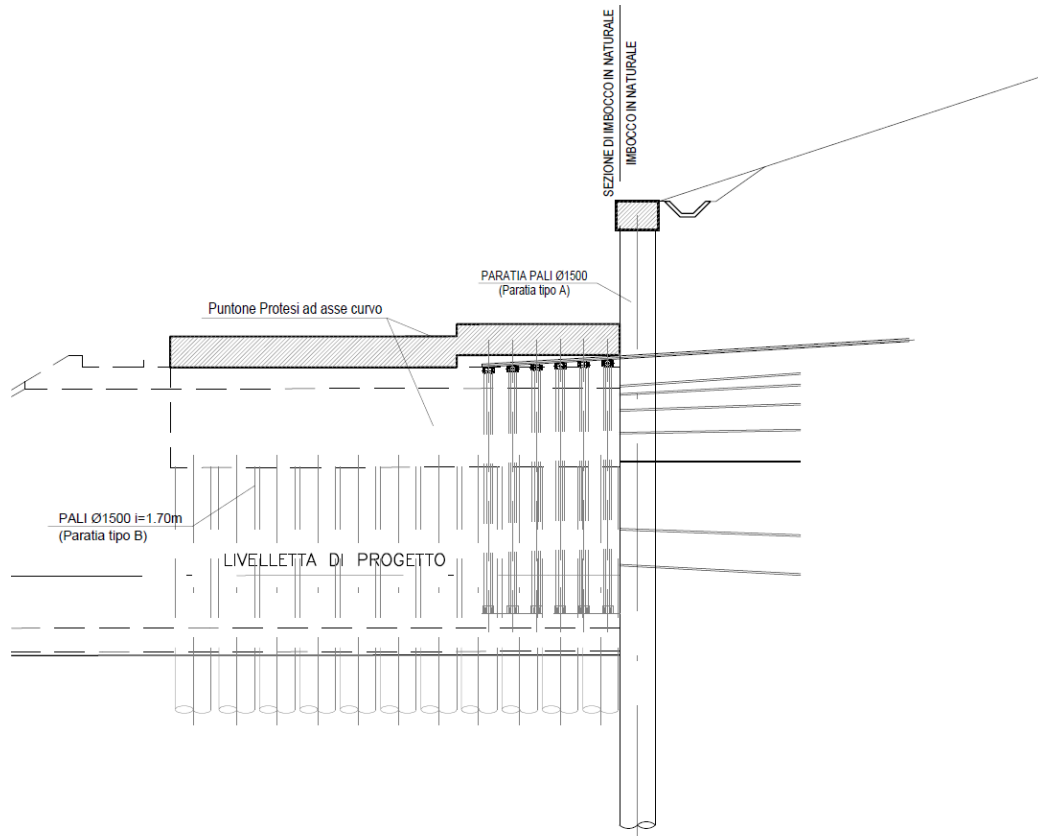 SEZIONE DI IMBOCCO IN NATURALE
IMBOCCO IN NATURALE
PARATIA PALI Ø1500
(Paratia tipo A)
Puntone Protesi ad asse curvo
PALI Ø1500 i=1.70m
(Paratia tipo B)
LIVELLETTA DI PROGETTO